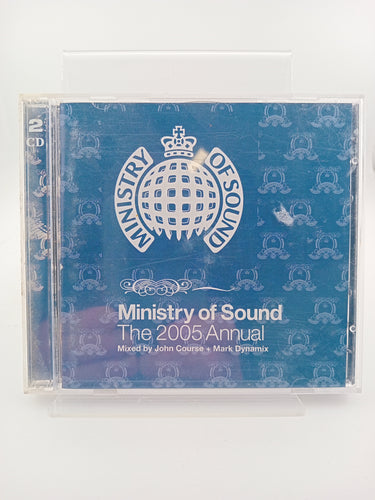 2
CD
MINISTRY OF SOUND
Ministry of Sound
The 2005 Annual
Mixed by John Course + Mark Dynamix